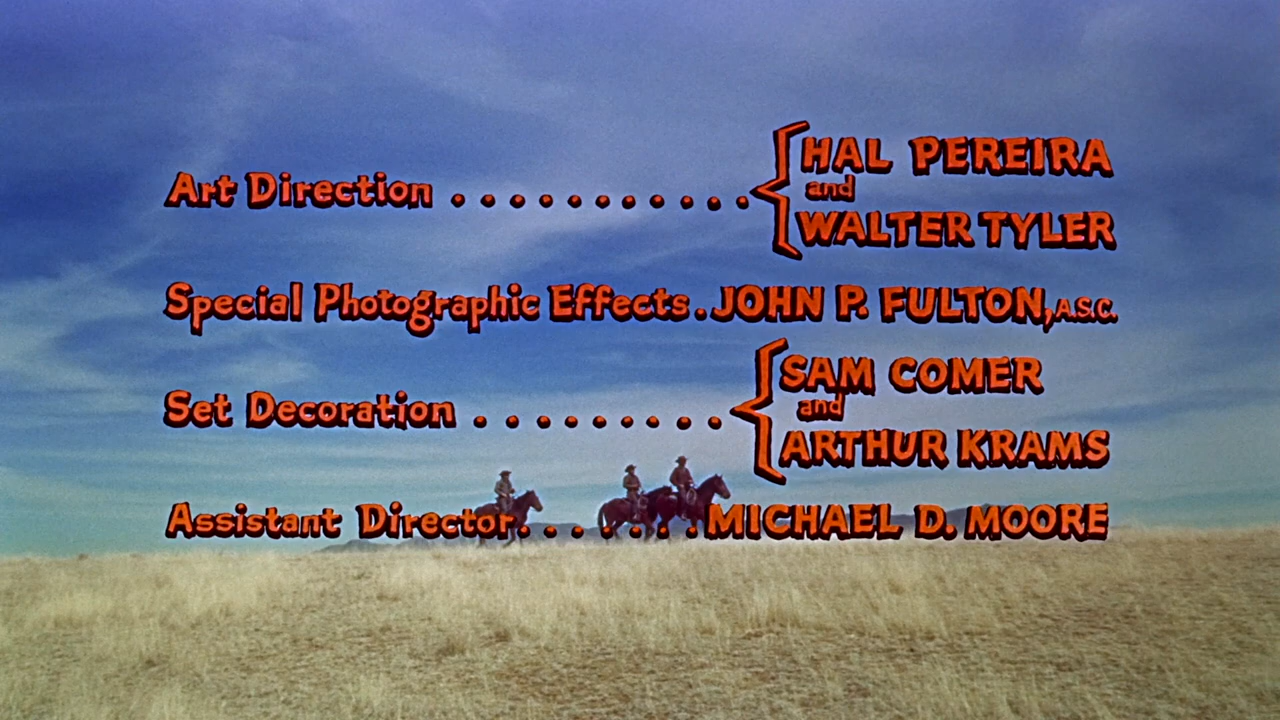 Art Direction . . . . . . . . . . . { HAL PEREIRA
and
WALTER TYLER
Special Photographic Effects . JOHN P. FULTON, A.S.C.
Set Decoration . . . . . . . . . { SAM COMER
and
ARTHUR KRAMS
Assistant Director . . . . . . . MICHAEL D. MOORE